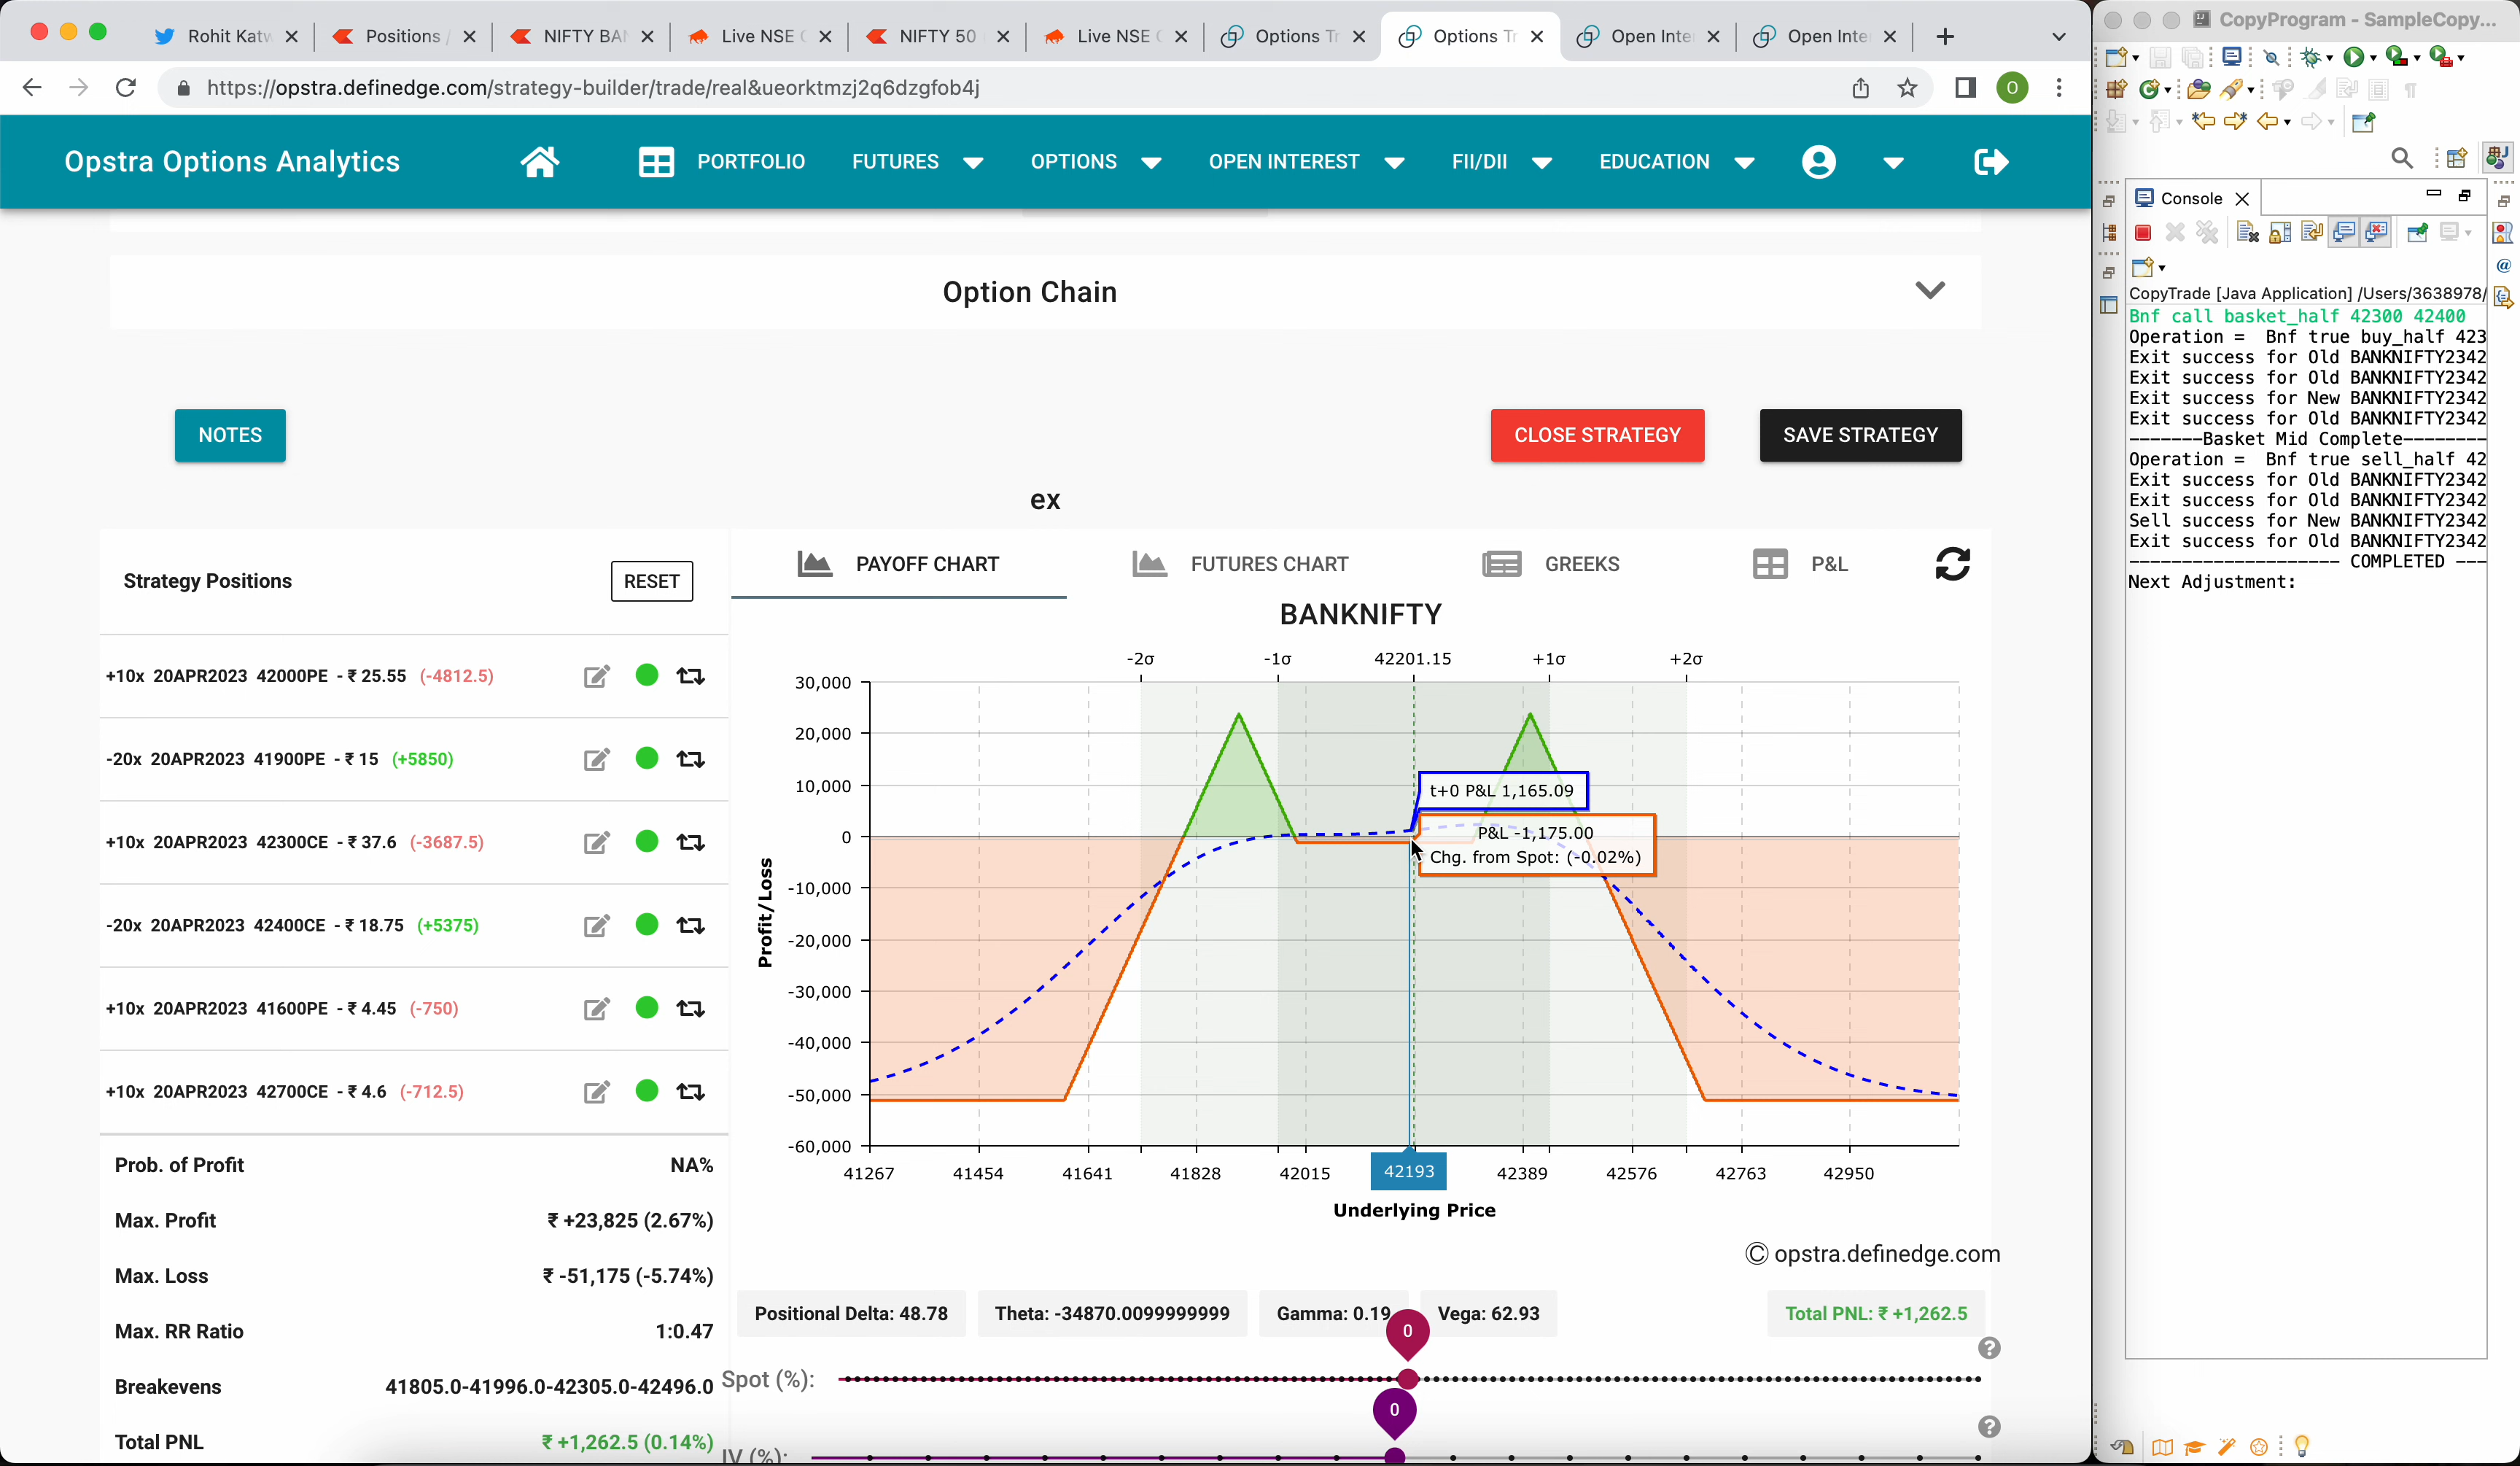 Rohit Katw
Positions /
NIFTY BAN
Live NSE O
NIFTY 50
Live NSE O
Options Tr
Options Tr
Open Inte
Open Inte
CopyProgram - SampleCopy...
https://opstra.definedge.com/strategy-builder/trade/real&ueorktmzj2q6dzgfob4j
O
Opstra Options Analytics
PORTFOLIO
FUTURES
OPTIONS
OPEN INTEREST
FII/DII
EDUCATION
Option Chain
NOTES
CLOSE STRATEGY
SAVE STRATEGY
ex
Strategy Positions
RESET
+10x 20APR2023 42000PE - ₹ 25.55 (-4812.5)
-20x 20APR2023 41900PE - ₹ 15 (+5850)
+10x 20APR2023 42300CE - ₹ 37.6 (-3687.5)
-20x 20APR2023 42400CE - ₹ 18.75 (+5375)
+10x 20APR2023 41600PE - ₹ 4.45 (-750)
+10x 20APR2023 42700CE - ₹ 4.6 (-712.5)
Prob. of Profit NA%
Max. Profit ₹ +23,825 (2.67%)
Max. Loss ₹ -51,175 (-5.74%)
Max. RR Ratio 1:0.47
Breakevens 41805.0-41996.0-42305.0-42496.0
Total PNL ₹ +1,262.5 (0.14%)
PAYOFF CHART
FUTURES CHART
GREEKS
P&L
BANKNIFTY
-2σ -1σ 42201.15 +1σ +2σ
30,000
20,000
10,000
0
-10,000
-20,000
-30,000
-40,000
-50,000
-60,000
Profit/Loss
t+0 P&L 1,165.09
P&L -1,175.00
Chg. from Spot: (-0.02%)
41267 41454 41641 41828 42015 42193 42389 42576 42763 42950
Underlying Price
© opstra.definedge.com
Positional Delta: 48.78
Theta: -34870.0099999999
Gamma: 0.19
Vega: 62.93
Total PNL: ₹ +1,262.5
0
Spot (%):
0
IV (%):
Console
CopyTrade [Java Application] /Users/3638978/
Bnf call basket_half 42300 42400
Operation = Bnf true buy_half 423
Exit success for Old BANKNIFTY2342
Exit success for Old BANKNIFTY2342
Exit success for New BANKNIFTY2342
Exit success for Old BANKNIFTY2342
-------Basket Mid Complete--------
Operation = Bnf true sell_half 42
Exit success for Old BANKNIFTY2342
Exit success for Old BANKNIFTY2342
Sell success for New BANKNIFTY2342
Exit success for Old BANKNIFTY2342
-------------------- COMPLETED ---
Next Adjustment: